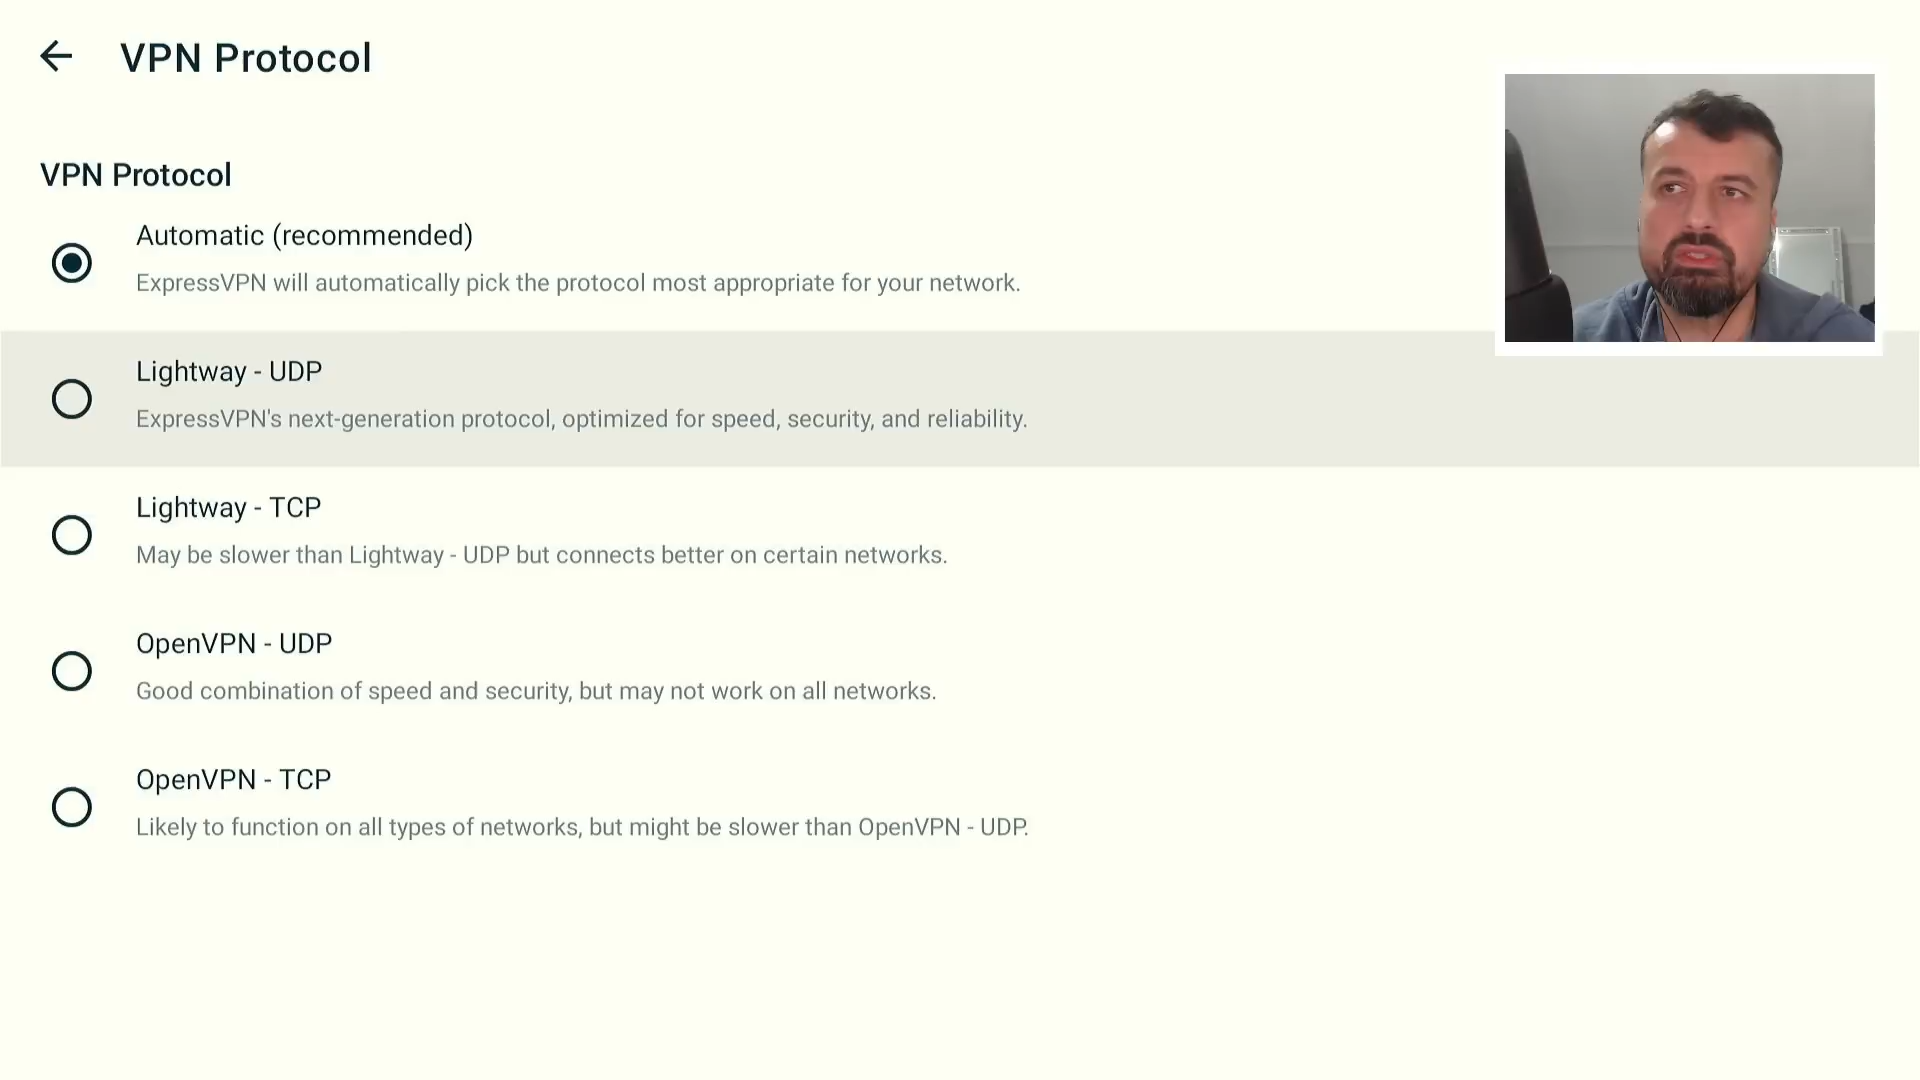 VPN Protocol
VPN Protocol
Automatic (recommended)
ExpressVPN will automatically pick the protocol most appropriate for your network.
Lightway - UDP
ExpressVPN's next-generation protocol, optimized for speed, security, and reliability.
Lightway - TCP
May be slower than Lightway - UDP but connects better on certain networks.
OpenVPN - UDP
Good combination of speed and security, but may not work on all networks.
OpenVPN - TCP
Likely to function on all types of networks, but might be slower than OpenVPN - UDP.